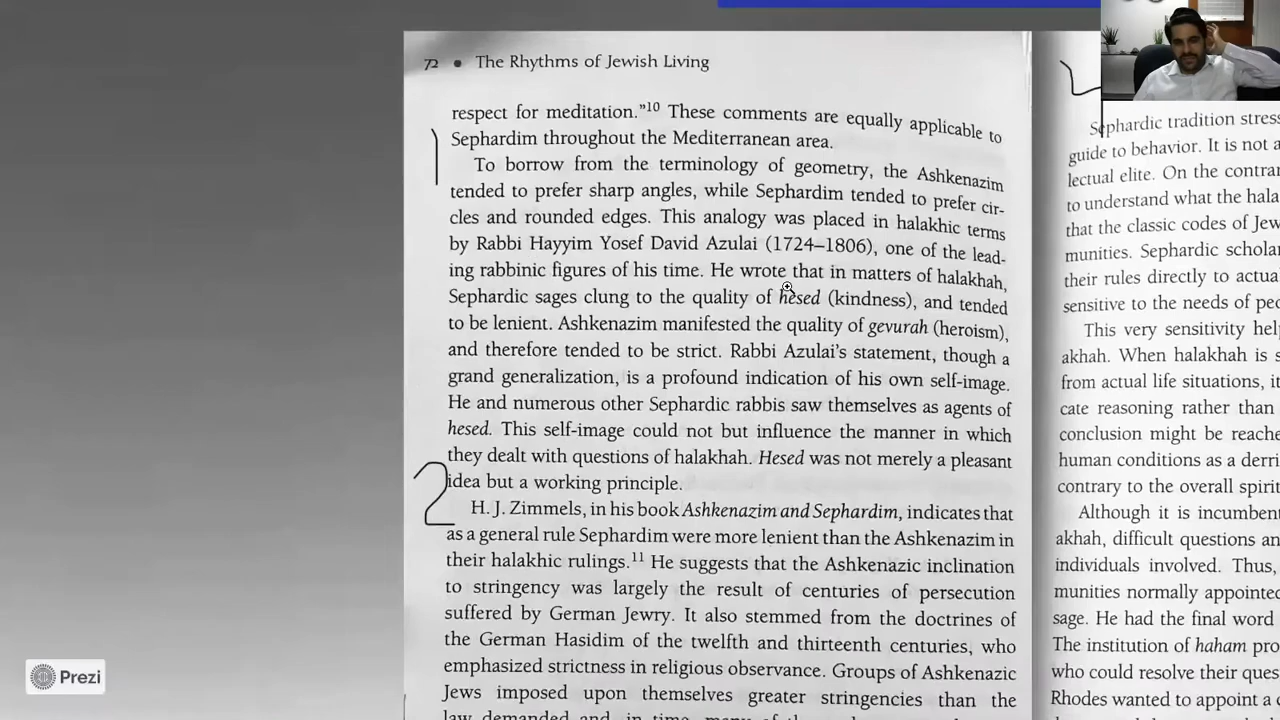 72 • The Rhythms of Jewish Living
respect for meditation."10 These comments are equally applicable to
Sephardim throughout the Mediterranean area.
To borrow from the terminology of geometry, the Ashkenazim
tended to prefer sharp angles, while Sephardim tended to prefer cir-
cles and rounded edges. This analogy was placed in halakhic terms
by Rabbi Hayyim Yosef David Azulai (1724–1806), one of the lead-
ing rabbinic figures of his time. He wrote that in matters of halakhah,
Sephardic sages clung to the quality of hesed (kindness), and tended
to be lenient. Ashkenazim manifested the quality of gevurah (heroism),
and therefore tended to be strict. Rabbi Azulai's statement, though a
grand generalization, is a profound indication of his own self-image.
He and numerous other Sephardic rabbis saw themselves as agents of
hesed. This self-image could not but influence the manner in which
they dealt with questions of halakhah. Hesed was not merely a pleasant
idea but a working principle.
H. J. Zimmels, in his book Ashkenazim and Sephardim, indicates that
as a general rule Sephardim were more lenient than the Ashkenazim in
their halakhic rulings.11 He suggests that the Ashkenazic inclination
to stringency was largely the result of centuries of persecution
suffered by German Jewry. It also stemmed from the doctrines of
the German Hasidim of the twelfth and thirteenth centuries, who
emphasized strictness in religious observance. Groups of Ashkenazic
Jews imposed upon themselves greater stringencies than the
law demanded and, in time, many of the
1
2
Sephardic tradition stress
guide to behavior. It is not a
lectual elite. On the contrar
to understand what the hala
that the classic codes of Jew
munities. Sephardic scholar
their rules directly to actua
sensitive to the needs of peo
This very sensitivity help
akhah. When halakhah is s
from actual life situations, it
cate reasoning rather than
conclusion might be reache
human conditions as a derri
contrary to the overall spirit
Although it is incumbent
akhah, difficult questions an
individuals involved. Thus,
munities normally appointed
sage. He had the final word
The institution of haham pro
who could resolve their ques
Rhodes wanted to appoint a
Prezi